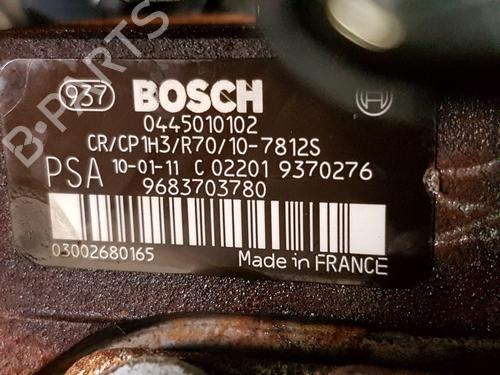 937 BOSCH
0445010102
CR/CP1H3/R70/10-7812S
PSA 10-01-11 C 02201 9370276
9683703780
03002680165 Made in FRANCE